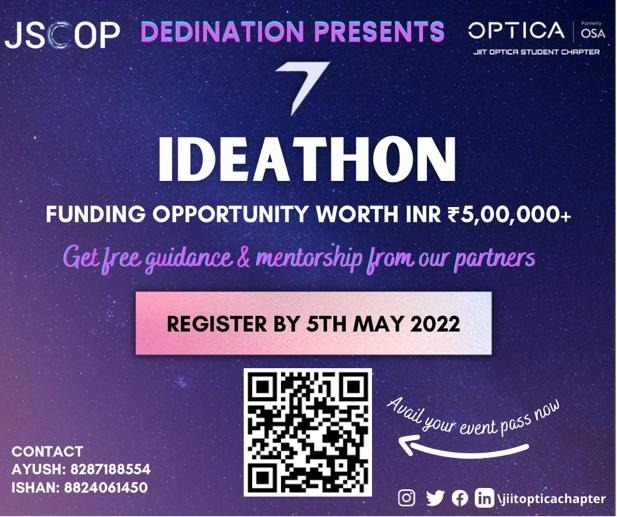 JSCOP
DEDINATION PRESENTS
OPTICA | Formerly OSA
JIIT OPTICA STUDENT CHAPTER
IDEATHON
FUNDING OPPORTUNITY WORTH INR ₹5,00,000+
Get free guidance & mentorship from our partners
REGISTER BY 5TH MAY 2022
Avail your event pass now
CONTACT
AYUSH: 8287188554
ISHAN: 8824061450
\jiitopticachapter